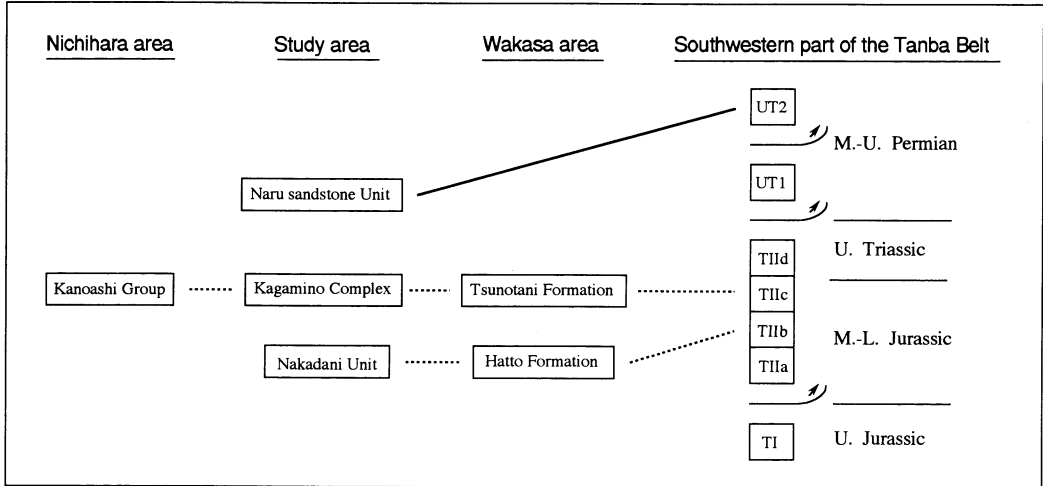 Nichihara area
Study area
Wakasa area
Southwestern part of the Tanba Belt
UT2
M.-U. Permian
Naru sandstone Unit
UT1
TIId
U. Triassic
Kanoashi Group
Kagamino Complex
Tsunotani Formation
TIIc
TIIb
M.-L. Jurassic
Nakadani Unit
Hatto Formation
TIIa
TI
U. Jurassic